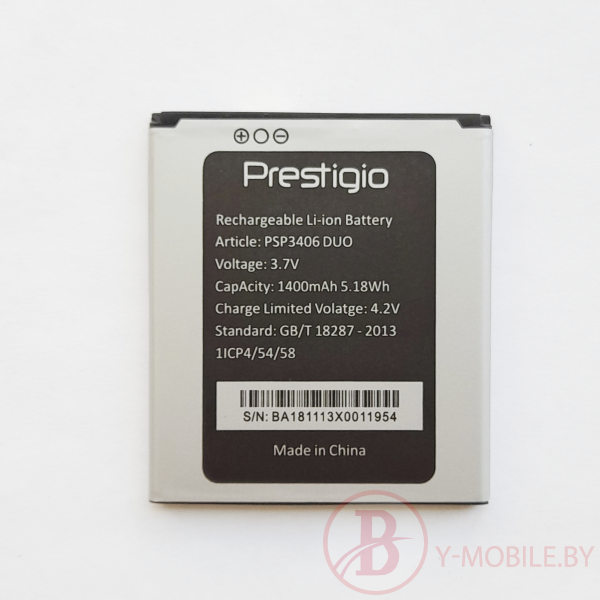 Prestigio
Rechargeable Li-ion Battery
Article: PSP3406 DUO
Voltage: 3.7V
CapAcity: 1400mAh 5.18Wh
Charge Limited Volatge: 4.2V
Standard: GB/T 18287 - 2013
1ICP4/54/58
S/N: BA181113X0011954
Made in China
B Y-MOBILE.BY